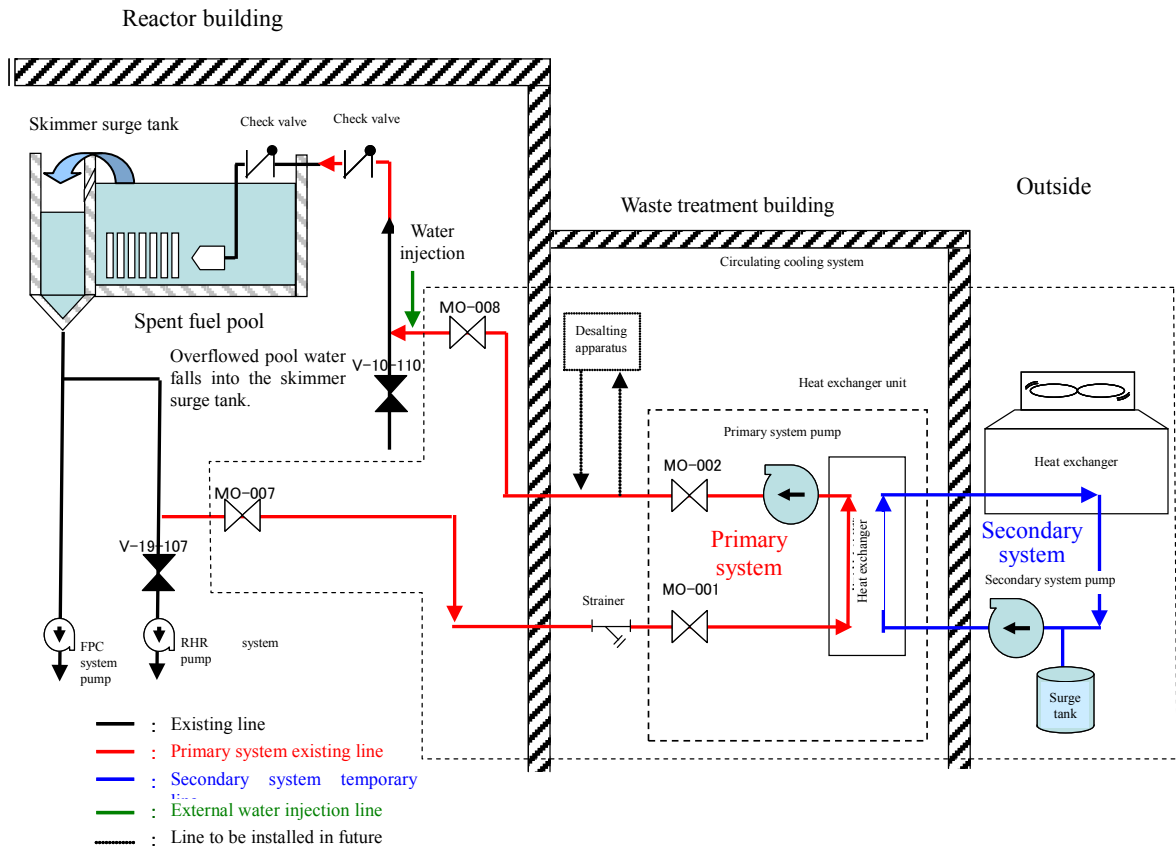 Reactor building
Skimmer surge tank
Check valve
Check valve
Outside
Waste treatment building
Water
injection
Circulating cooling system
MO-008
Spent fuel pool
Desalting
apparatus
Overflowed pool water
falls into the skimmer
surge tank.
V-10-110
Heat exchanger unit
Primary system pump
Heat exchanger
MO-002
MO-007
Primary
system
Heat exchanger
Secondary
system
V-19-107
Secondary system pump
Strainer
MO-001
FPC
system
pump
RHR system
pump
Surge
tank
: Existing line
: Primary system existing line
: Secondary system temporary
line
: External water injection line
: Line to be installed in future